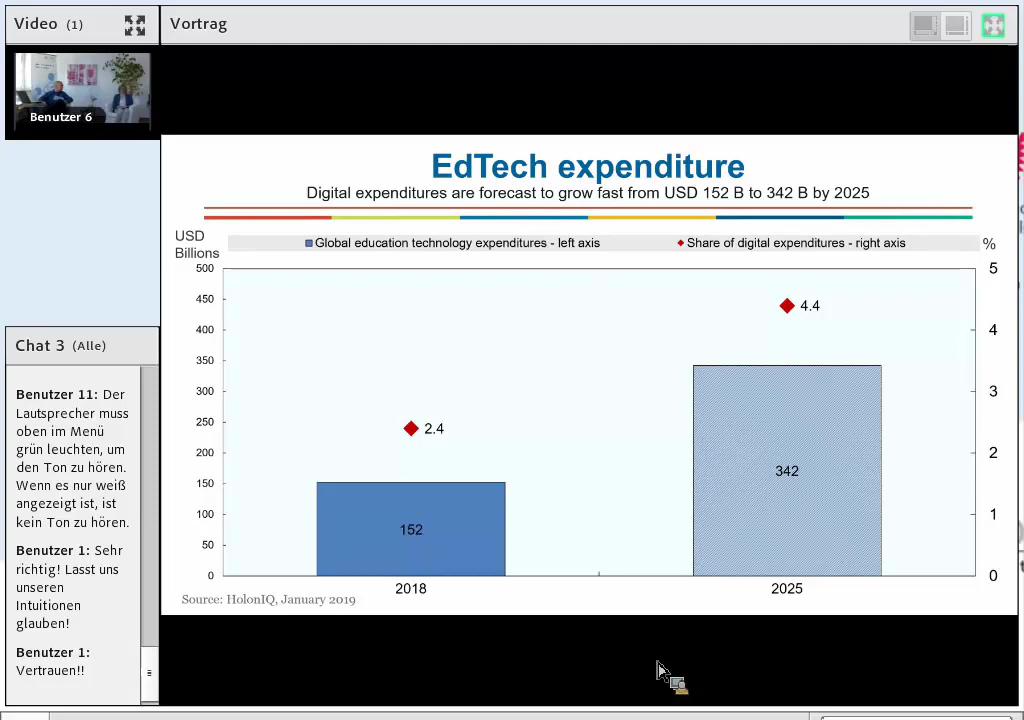 Video (1)
Vortrag
Benutzer 6
EdTech expenditure
Digital expenditures are forecast to grow fast from USD 152 B to 342 B by 2025
USD
Billions
Global education technology expenditures - left axis
Share of digital expenditures - right axis
%
500
450
400
350
300
250
200
150
100
50
0
5
4
3
2
1
0
4.4
2.4
342
152
2018
2025
Source: HolonIQ, January 2019
Chat 3 (Alle)
Benutzer 11: Der
Lautsprecher muss
oben im Menü
grün leuchten, um
den Ton zu hören.
Wenn es nur weiß
angezeigt ist, ist
kein Ton zu hören.
Benutzer 1: Sehr
richtig! Lasst uns
unseren
Intuitionen
glauben!
Benutzer 1:
Vertrauen!!